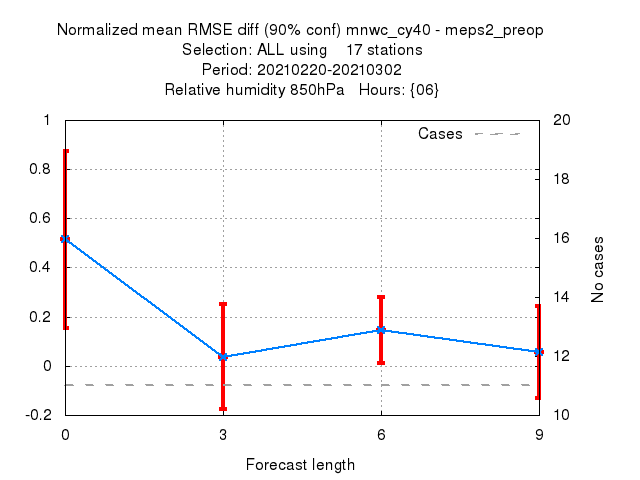 Normalized mean RMSE diff (90% conf) mnwc_cy40 - meps2_preop
Selection: ALL using    17 stations
Period: 20210220-20210302
Relative humidity 850hPa   Hours: {06}
Cases
1
0.8
0.6
0.4
0.2
0
-0.2
20
18
16
14
12
10
No cases
0 3 6 9
Forecast length